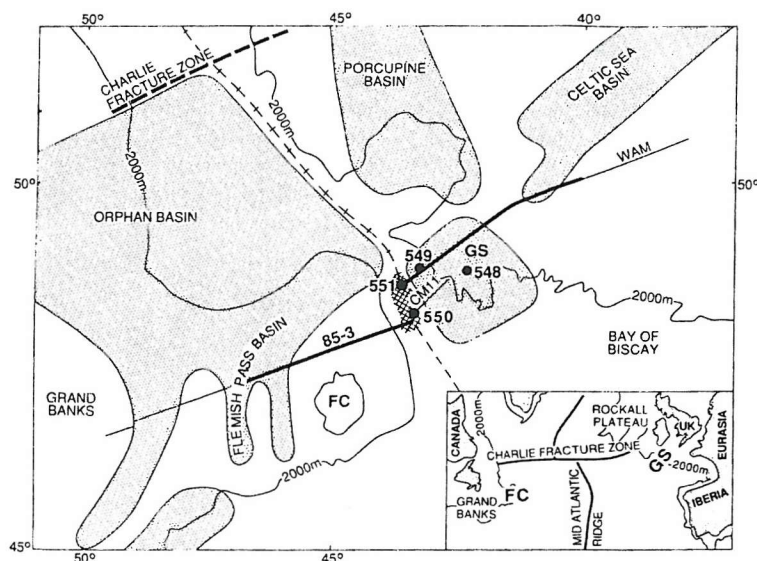 50°
45°
40°
CHARLIE
FRACTURE ZONE
PORCUPINE
BASIN
CELTIC SEA
BASIN
2000m
2000m
50°
50°
WAM
ORPHAN BASIN
GS
549
548
551
CM11
550
2000m
85-3
BAY OF
BISCAY
FLEMISH PASS BASIN
GRAND
BANKS
FC
2000m
45°
50°
45°
CANADA
2000m
ROCKALL
PLATEAU
UK
EURASIA
CHARLIE FRACTURE ZONE
GS
2000m
FC
GRAND
BANKS
MID ATLANTIC
RIDGE
IBERIA